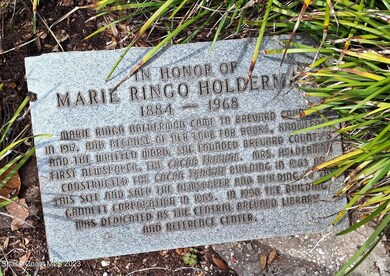 IN HONOR OF
MARIE RINGO HOLDERM
1884 — 1968
MARIE RINGO HOLDERMAN CAME TO BREVARD COUNTY
IN 1917, AND BECAUSE OF HER LOVE FOR BOOKS,
AND THE WRITTEN WORD, SHE FOUNDED BREVARD COUNTY'S
FIRST NEWSPAPER, THE COCOA TRIBUNE. MRS. HOLDERMAN
CONSTRUCTED THE COCOA TRIBUNE BUILDING IN
THIS SITE AND SOLD THE NEWSPAPER AND BUILDING
GANNETT CORPORATION IN 1965. IN THE BUILDING
WAS DEDICATED AS THE CENTRAL BREVARD LIBRARY
AND REFERENCE CENTER.